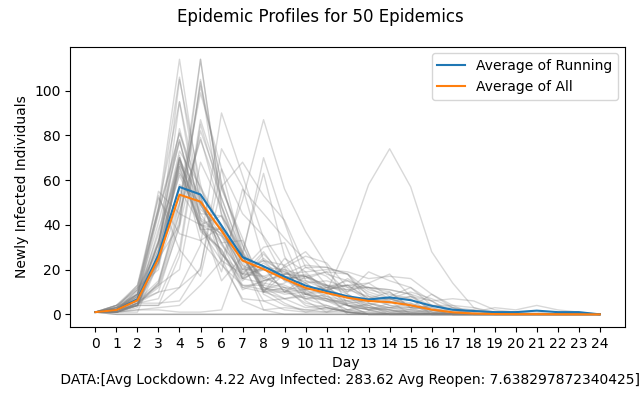 Epidemic Profiles for 50 Epidemics
Newly Infected Individuals
100
80
60
40
20
0
Average of Running
Average of All
0 1 2 3 4 5 6 7 8 9 10 11 12 13 14 15 16 17 18 19 20 21 22 23 24
Day
DATA:[Avg Lockdown: 4.22 Avg Infected: 283.62 Avg Reopen: 7.638297872340425]